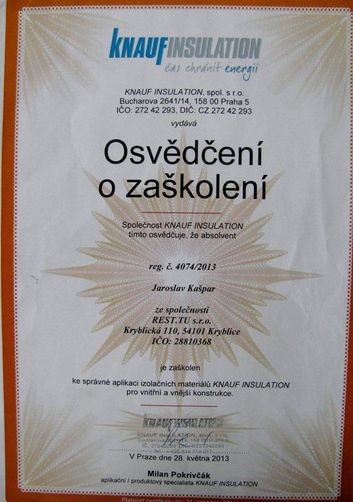 KNAUFINSULATION
čas chránit energii
KNAUF INSULATION, spol. s r.o.
Bucharova 2641/14, 158 00 Praha 5
IČO: 272 42 293, DIČ: CZ 272 42 293
vydává
Osvědčení
o zaškolení
Společnost KNAUF INSULATION
tímto osvědčuje, že absolvent
reg. č. 4074/2013
Jaroslav Kašpar
ze společnosti
REST.TU s.r.o.
Kryblická 110, 54101 Kryblice
IČO: 28810368
je zaškolen
ke správné aplikaci izolačních materiálů KNAUF INSULATION
pro vnitřní a vnější konstrukce.
KNAUFINSULATION
KNAUF INSULATION, spol. s r.o.
V Praze dne 28. května 2013
Milan Pokrivčák
aplikační / produktový specialista KNAUF INSULATION